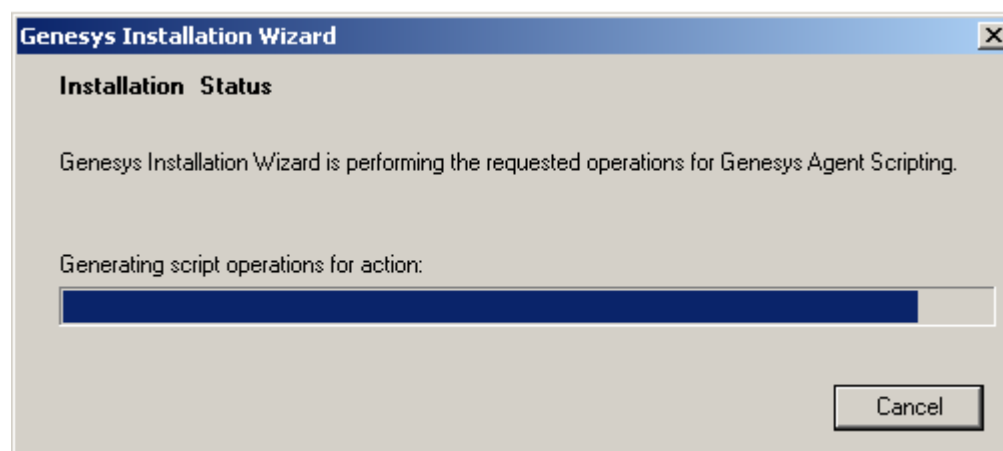 Genesys Installation Wizard
Installation Status
Genesys Installation Wizard is performing the requested operations for Genesys Agent Scripting.
Generating script operations for action:
Cancel